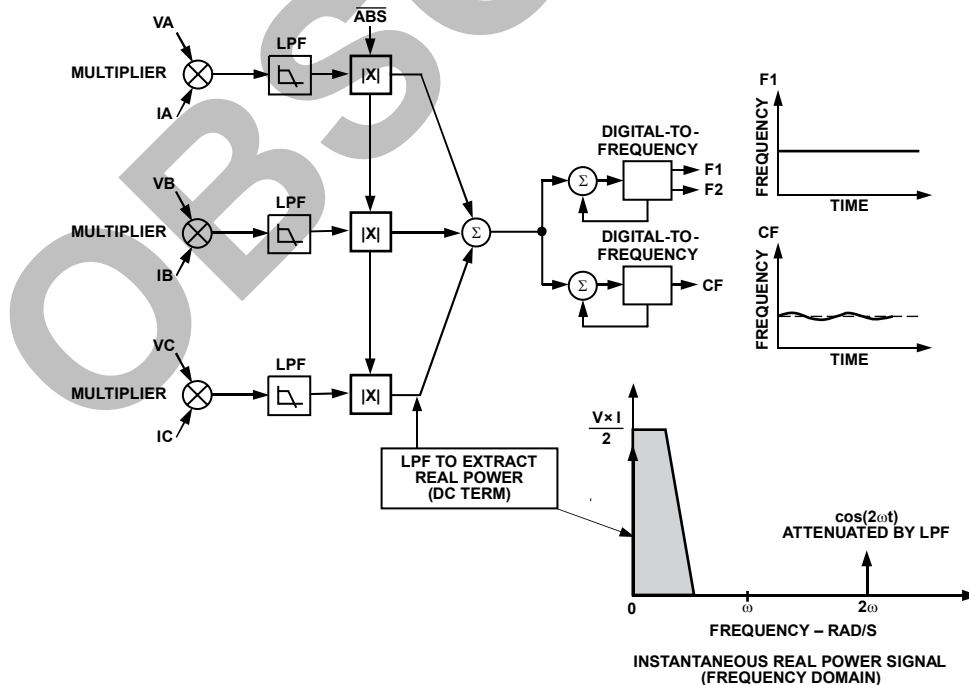 OBSO
VA
MULTIPLIER
IA
LPF
ABS
|X|
VB
MULTIPLIER
IB
LPF
|X|
VC
MULTIPLIER
IC
LPF
|X|
Σ
DIGITAL-TO-
FREQUENCY
Σ
F1
F2
DIGITAL-TO-
FREQUENCY
Σ
CF
F1
FREQUENCY
TIME
CF
FREQUENCY
TIME
LPF TO EXTRACT
REAL POWER
(DC TERM)
V × I
2
cos(2ωt)
ATTENUATED BY LPF
0
ω
2ω
FREQUENCY – RAD/S
INSTANTANEOUS REAL POWER SIGNAL
(FREQUENCY DOMAIN)